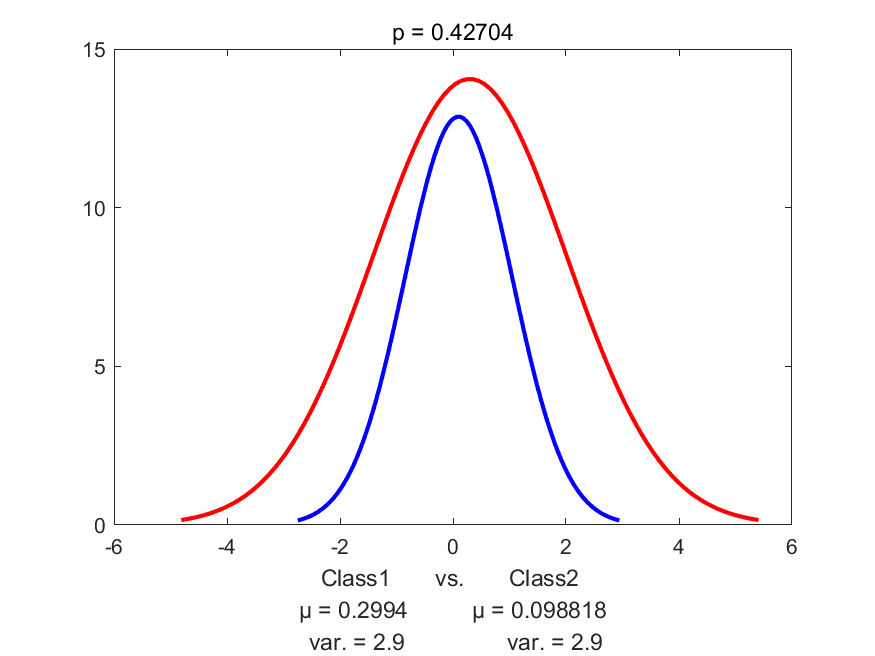 p = 0.42704
15
10
5
0
-6 -4 -2 0 2 4 6
Class1 vs. Class2
μ = 0.2994 μ = 0.098818
var. = 2.9 var. = 2.9